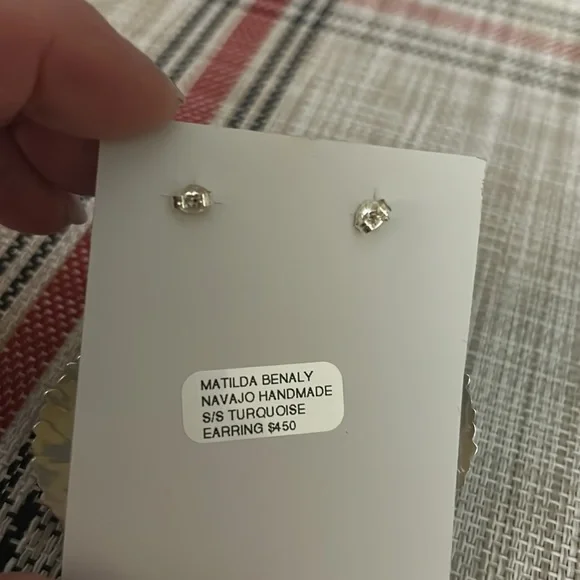 MATILDA BENALY
NAVAJO HANDMADE
S/S TURQUOISE
EARRING $450